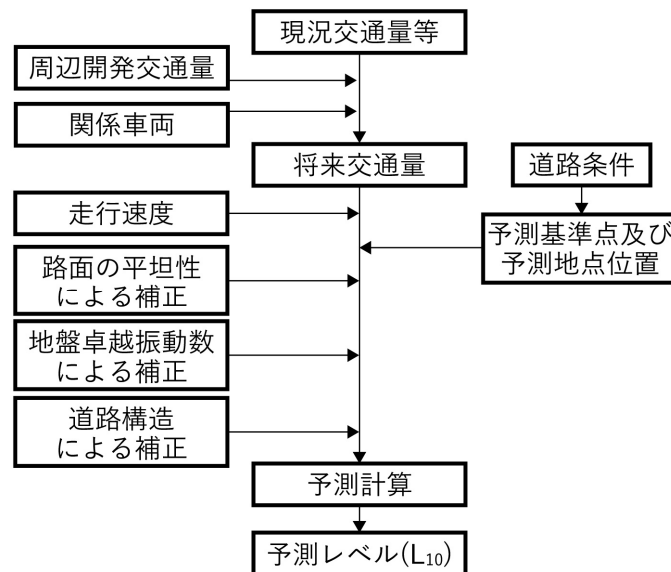 現況交通量等
周辺開発交通量
関係車両
将来交通量
道路条件
走行速度
予測基準点及び
予測地点位置
路面の平坦性
による補正
地盤卓越振動数
による補正
道路構造
による補正
予測計算
予測レベル(L₁₀)